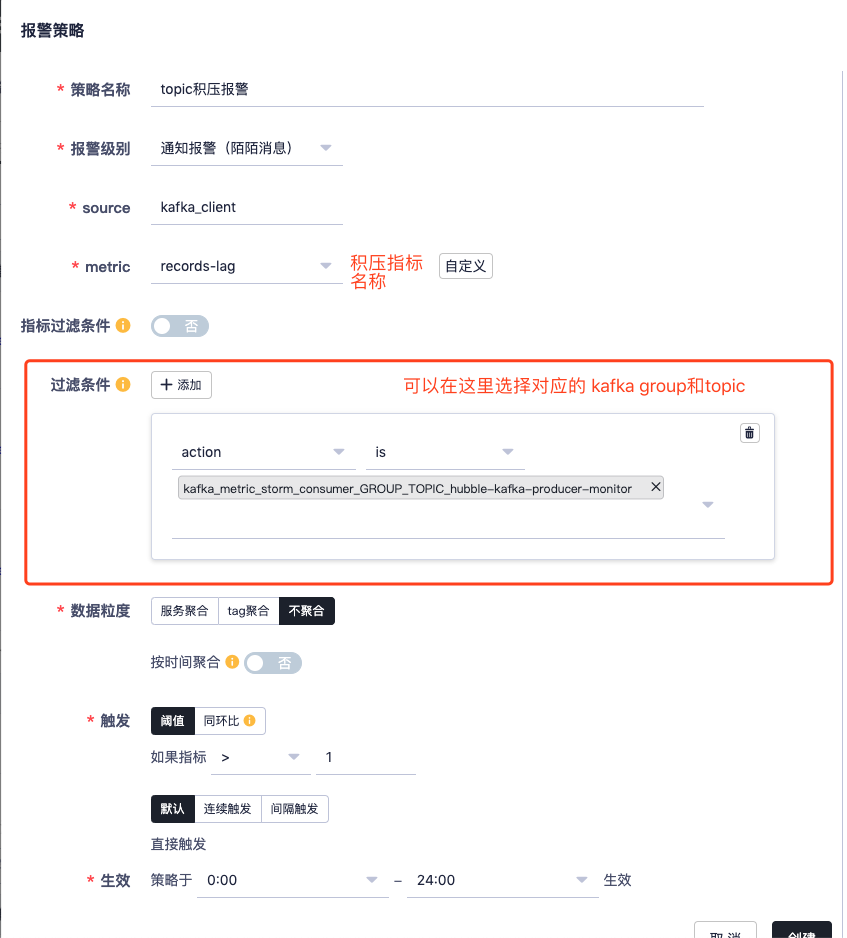 报警策略
* 策略名称 topic积压报警
* 报警级别 通知报警（陌陌消息）
* source kafka_client
* metric records-lag 积压指标名称 自定义
指标过滤条件 否
过滤条件 + 添加 可以在这里选择对应的 kafka group和topic
action is
kafka_metric_storm_consumer_GROUP_TOPIC_hubble-kafka-producer-monitor
* 数据粒度 服务聚合 tag聚合 不聚合
按时间聚合 否
* 触发 阈值 同环比
如果指标 > 1
默认 连续触发 间隔触发
直接触发
* 生效 策略于 0:00 – 24:00 生效
取消 创建